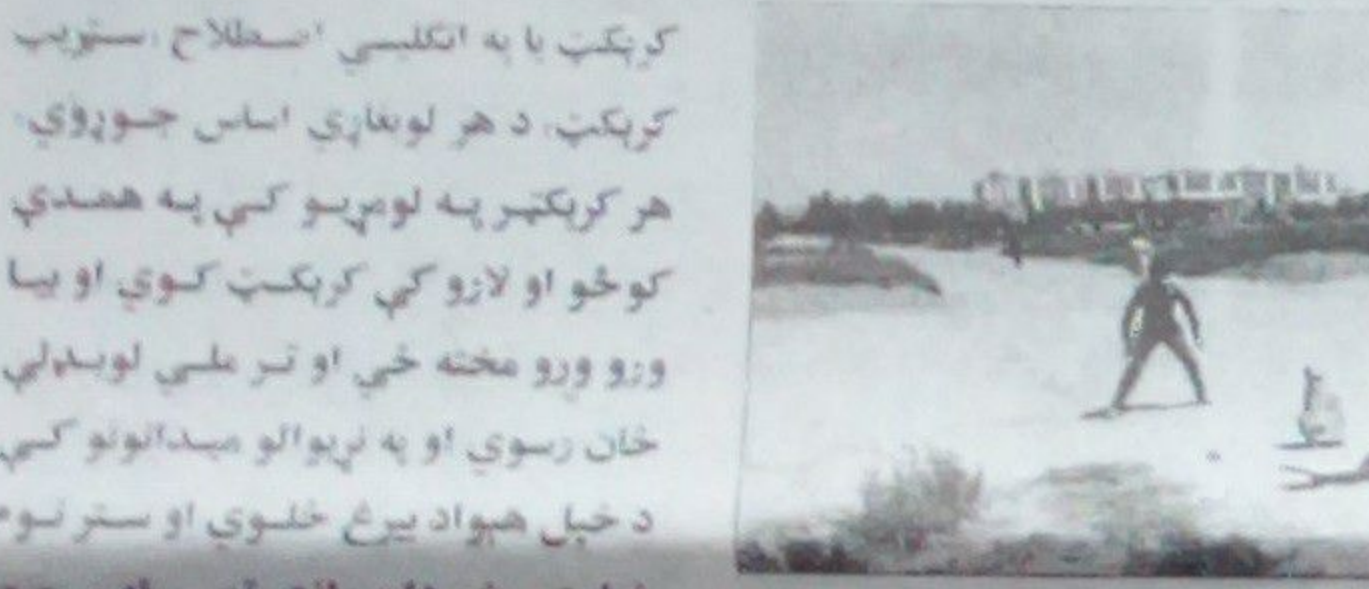 کرېکټ یا په انګلیسي اصطلاح، سټریټ
کرېکټ، د هر لوبغاړي اساس جوړوي.
هر کرېکټر په لومړیو کې په همدې
کوڅو او لارو کې کرېکټ کوي او بیا
ورو ورو مخته ځي او تر ملي لوبډلې
ځان رسوي او په نړیوالو میدانونو کې
د خپل هېواد بیرغ ځلوي او ستر نوم